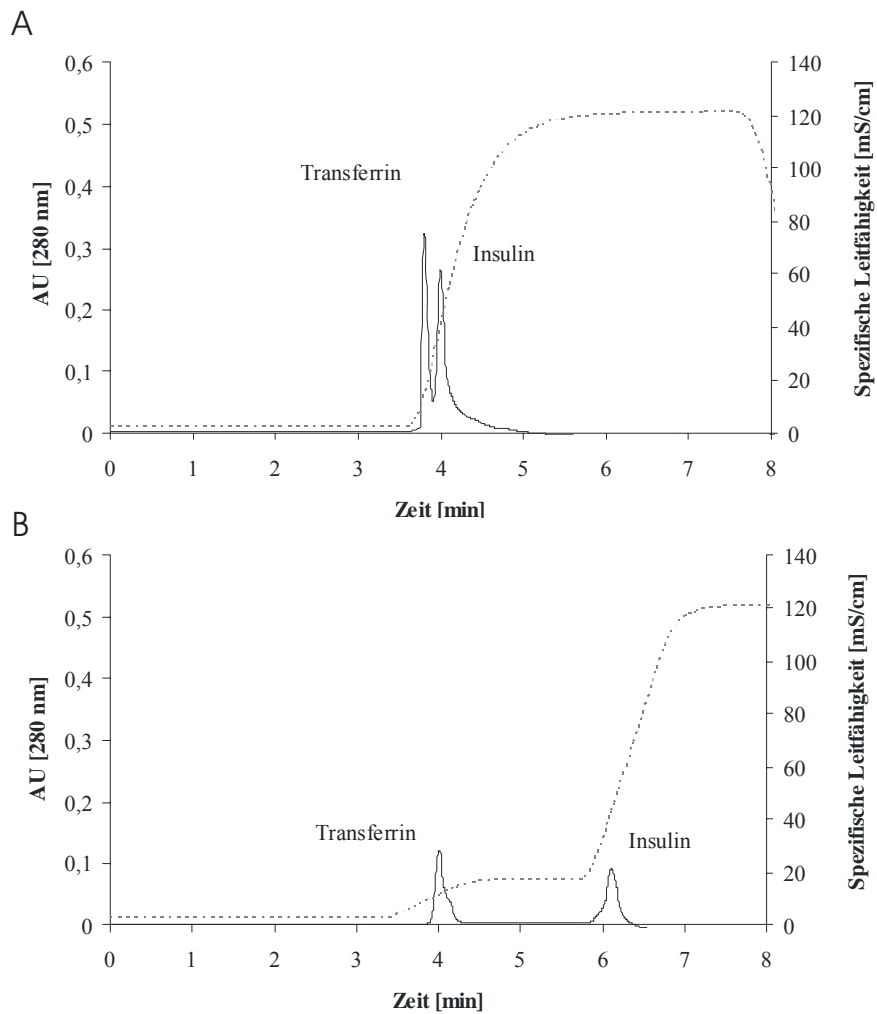 A
0,6
0,5
0,4
0,3
0,2
0,1
0
AU [280 nm]
Transferrin
Insulin
140
120
100
80
60
40
20
0
Spezifische Leitfähigkeit [mS/cm]
0 1 2 3 4 5 6 7 8
Zeit [min]
B
0,6
0,5
0,4
0,3
0,2
0,1
0
AU [280 nm]
Transferrin
Insulin
140
120
100
80
60
40
20
0
Spezifische Leitfähigkeit [mS/cm]
0 1 2 3 4 5 6 7 8
Zeit [min]